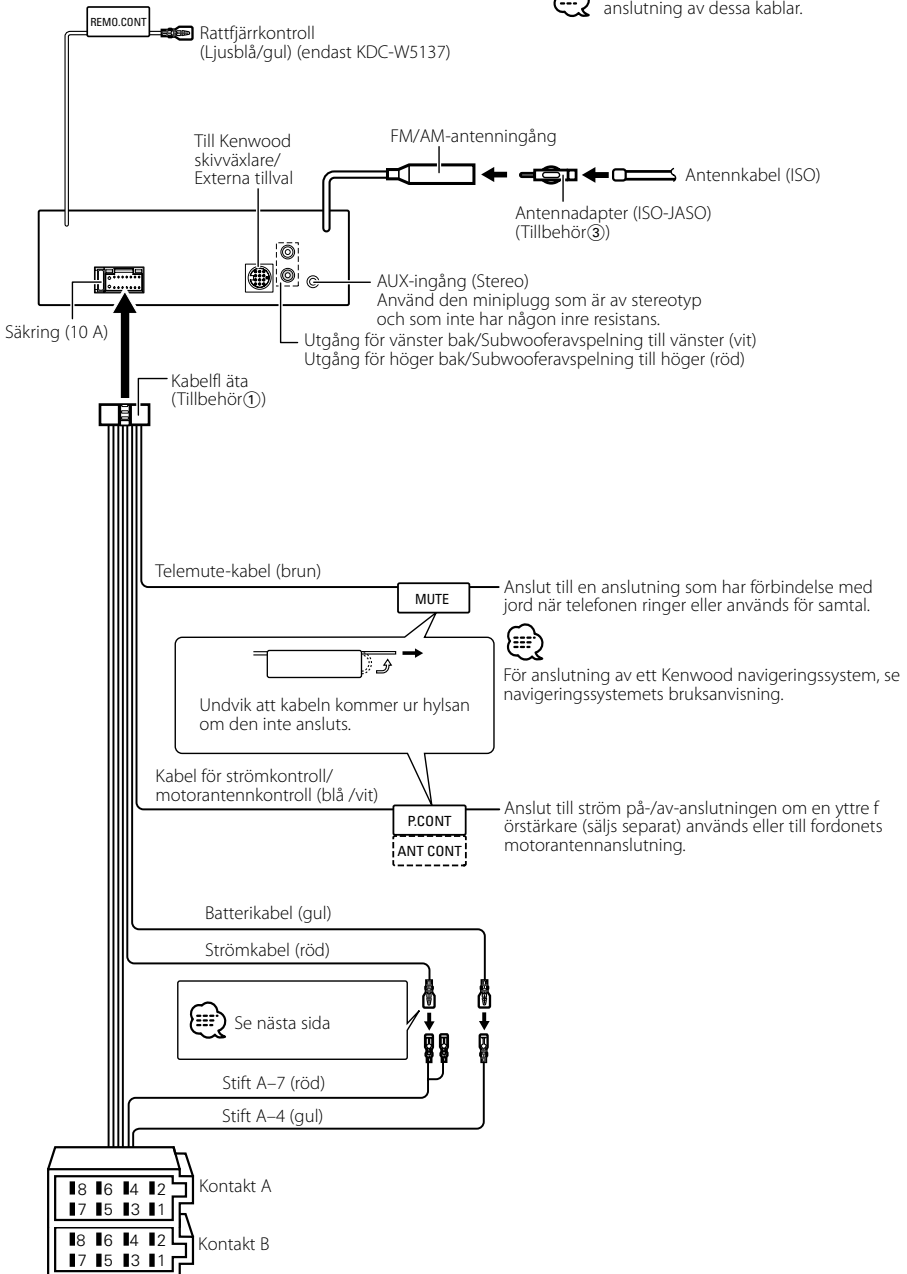 anslutning av dessa kablar.
REMO.CONT
Rattfjärrkontroll
(Ljusblå/gul) (endast KDC-W5137)
Till Kenwood
skivväxlare/
Externa tillval
FM/AM-antenningång
Antennkabel (ISO)
Antennadapter (ISO-JASO)
(Tillbehör③)
AUX-ingång (Stereo)
Använd den miniplugg som är av stereotyp
och som inte har någon inre resistans.
Säkring (10 A)
Utgång för vänster bak/Subwooferavspelning till vänster (vit)
Utgång för höger bak/Subwooferavspelning till höger (röd)
Kabelfl äta
(Tillbehör①)
Telemute-kabel (brun)
MUTE
Anslut till en anslutning som har förbindelse med
jord när telefonen ringer eller används för samtal.
För anslutning av ett Kenwood navigeringssystem, se
navigeringssystemets bruksanvisning.
Undvik att kabeln kommer ur hylsan
om den inte ansluts.
Kabel för strömkontroll/
motorantennkontroll (blå /vit)
P.CONT
ANT CONT
Anslut till ström på-/av-anslutningen om en yttre f
örstärkare (säljs separat) används eller till fordonets
motorantennanslutning.
Batterikabel (gul)
Strömkabel (röd)
Se nästa sida
Stift A–7 (röd)
Stift A–4 (gul)
8 6 4 2
7 5 3 1
Kontakt A
8 6 4 2
7 5 3 1
Kontakt B